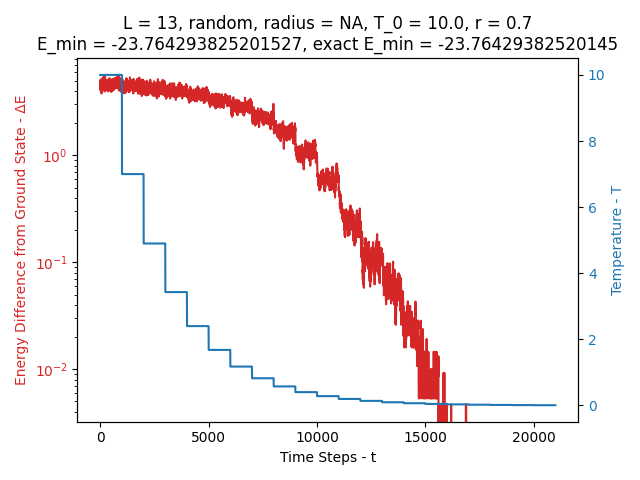 L = 13, random, radius = NA, T_0 = 10.0, r = 0.7
E_min = -23.764293825201527, exact E_min = -23.76429382520145
Energy Difference from Ground State - ΔE
10⁰
10⁻¹
10⁻²
10
8
6
4
2
0
Temperature - T
0
5000
10000
15000
20000
Time Steps - t